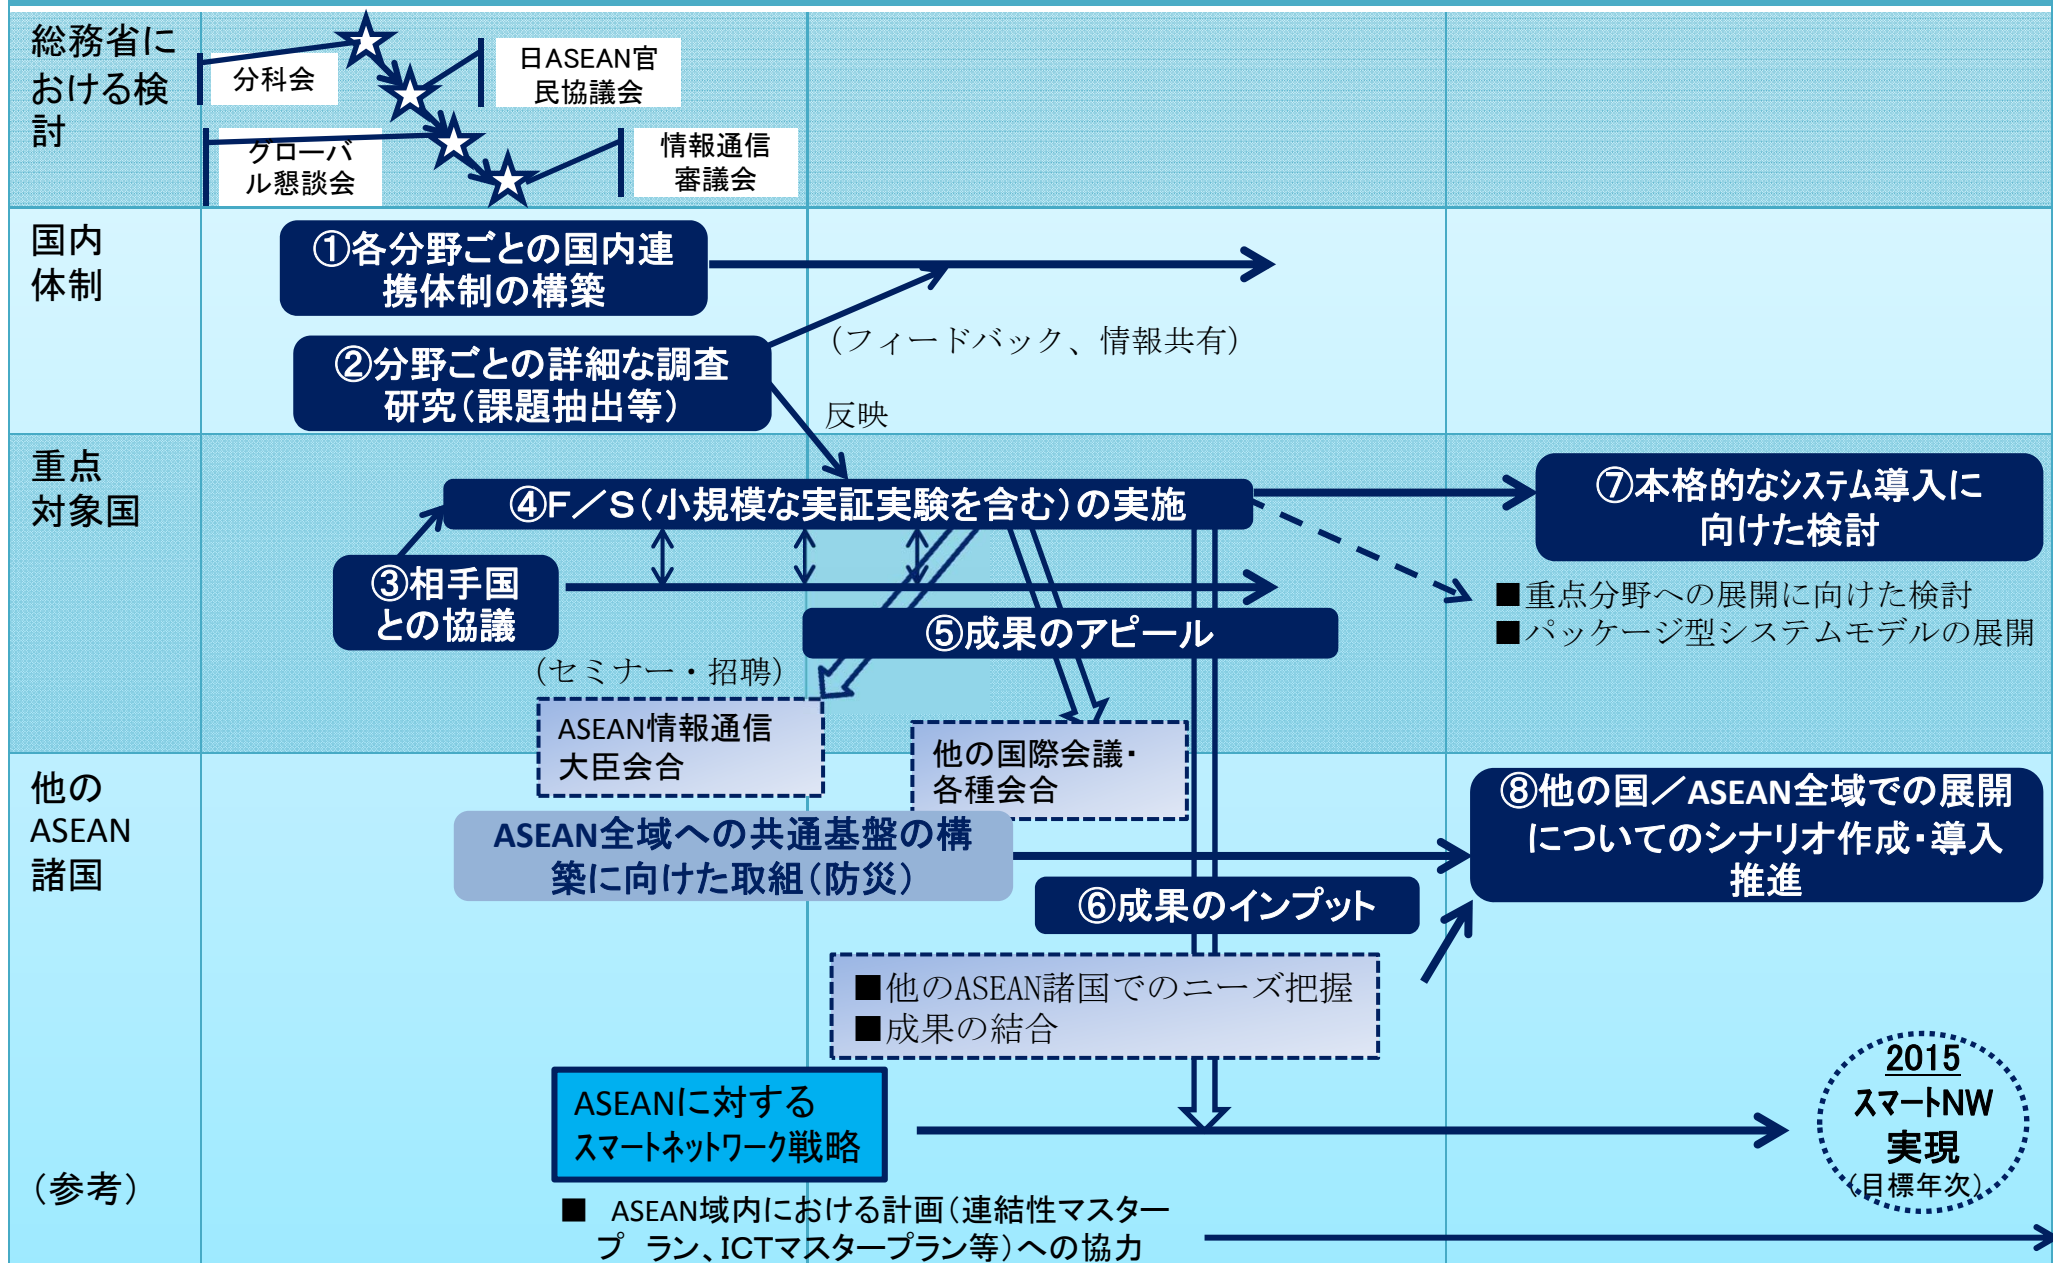 総務省に
おける検
討
分科会
日ASEAN官
民協議会
グローバ
ル懇談会
情報通信
審議会
国内
体制
①各分野ごとの国内連
携体制の構築
②分野ごとの詳細な調査
研究（課題抽出等）
（フィードバック、情報共有）
反映
重点
対象国
④Ｆ／Ｓ（小規模な実証実験を含む）の実施
③相手国
との協議
⑤成果のアピール
（セミナー・招聘）
⑦本格的なシステム導入に
向けた検討
■重点分野への展開に向けた検討
■パッケージ型システムモデルの展開
ASEAN情報通信
大臣会合
他の国際会議・
各種会合
他の
ASEAN
諸国
ASEAN全域への共通基盤の構
築に向けた取組（防災）
⑧他の国／ASEAN全域での展開
についてのシナリオ作成・導入
推進
⑥成果のインプット
■他のASEAN諸国でのニーズ把握
■成果の結合
（参考）
ASEANに対する
スマートネットワーク戦略
2015
スマートNW
実現
（目標年次）
■　ASEAN域内における計画（連結性マスター
プ　ラン、ICTマスタープラン等）への協力